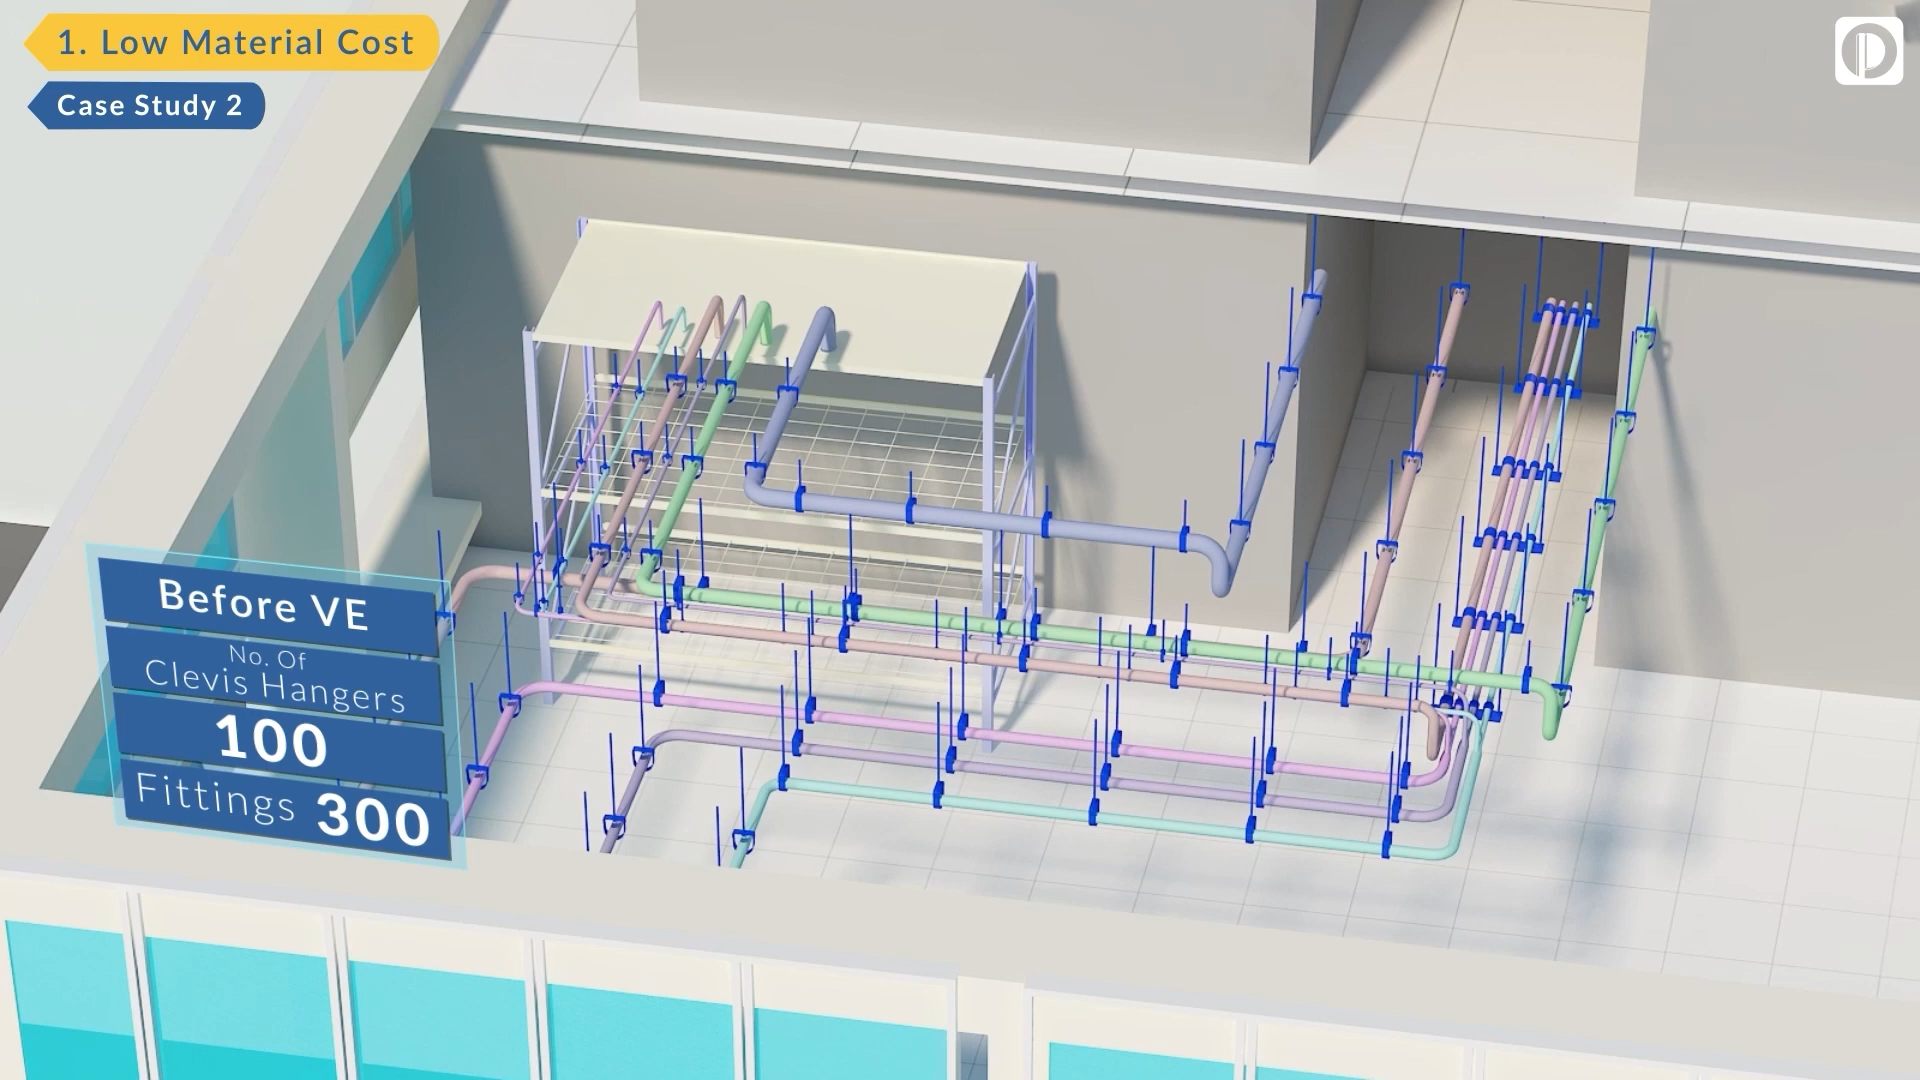 1. Low Material Cost
Case Study 2
Before VE
No. Of
Clevis Hangers
100
Fittings 300